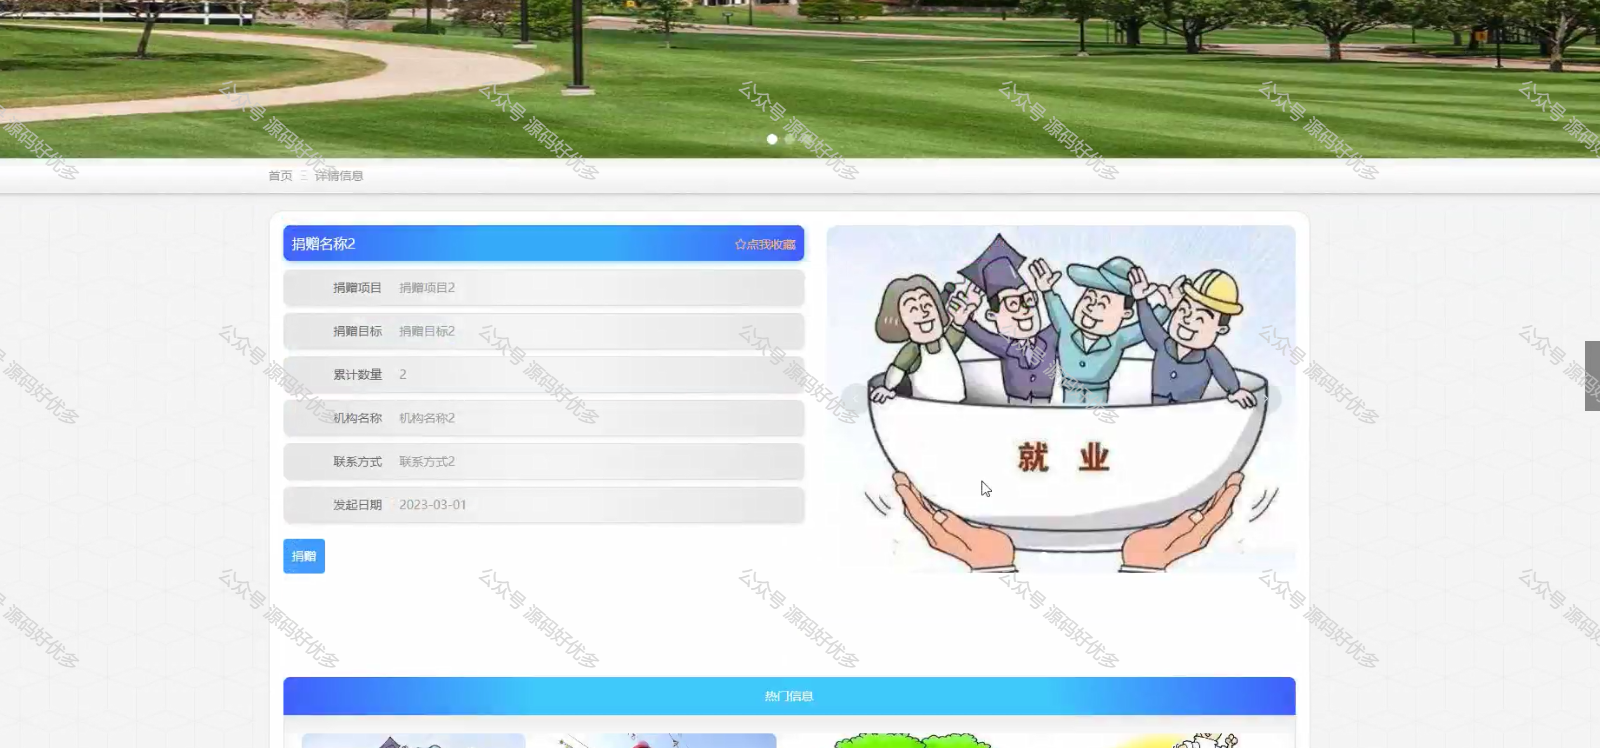 首页 三 详情信息
捐赠名称2
☆点我收藏
捐赠项目 捐赠项目2
捐赠目标 捐赠目标2
累计数量 2
机构名称 机构名称2
联系方式 联系方式2
发起日期 2023-03-01
捐赠
就 业
热门信息
公众号 源码好优多